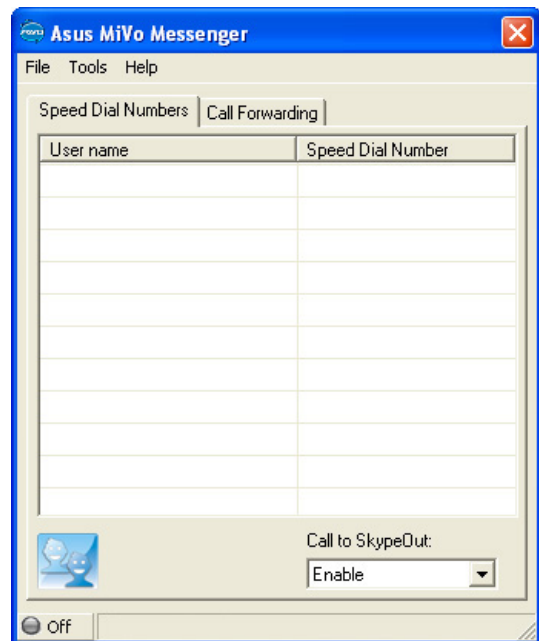 Asus MiVo Messenger
File Tools Help
Speed Dial Numbers Call Forwarding
User name Speed Dial Number
Call to SkypeOut:
Enable
Off